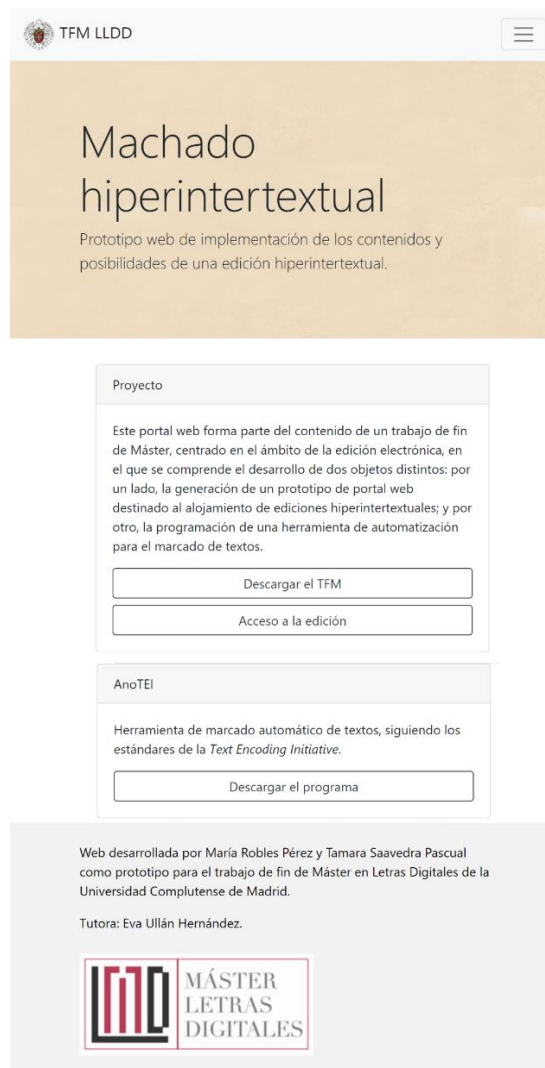 TFM LLDD
Machado
hiperintertextual
Prototipo web de implementación de los contenidos y
posibilidades de una edición hiperintertextual.
Proyecto
Este portal web forma parte del contenido de un trabajo de fin
de Máster, centrado en el ámbito de la edición electrónica, en
el que se comprende el desarrollo de dos objetos distintos: por
un lado, la generación de un prototipo de portal web
destinado al alojamiento de ediciones hiperintertextuales; y por
otro, la programación de una herramienta de automatización
para el marcado de textos.
Descargar el TFM
Acceso a la edición
AnoTEI
Herramienta de marcado automático de textos, siguiendo los
estándares de la Text Encoding Initiative.
Descargar el programa
Web desarrollada por María Robles Pérez y Tamara Saavedra Pascual
como prototipo para el trabajo de fin de Máster en Letras Digitales de la
Universidad Complutense de Madrid.
Tutora: Eva Ullán Hernández.
MÁSTER
LETRAS
DIGITALES